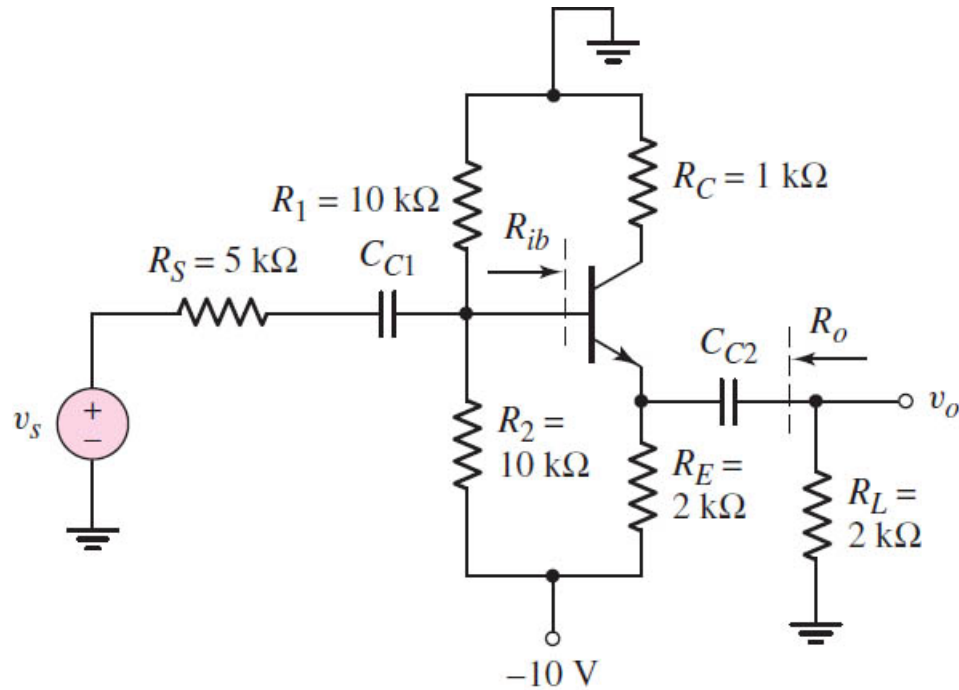 R_C = 1 kΩ
R_1 = 10 kΩ
R_ib
R_S = 5 kΩ
C_C1
C_C2
R_o
v_s
+
−
v_o
R_2 =
10 kΩ
R_E =
2 kΩ
R_L =
2 kΩ
−10 V